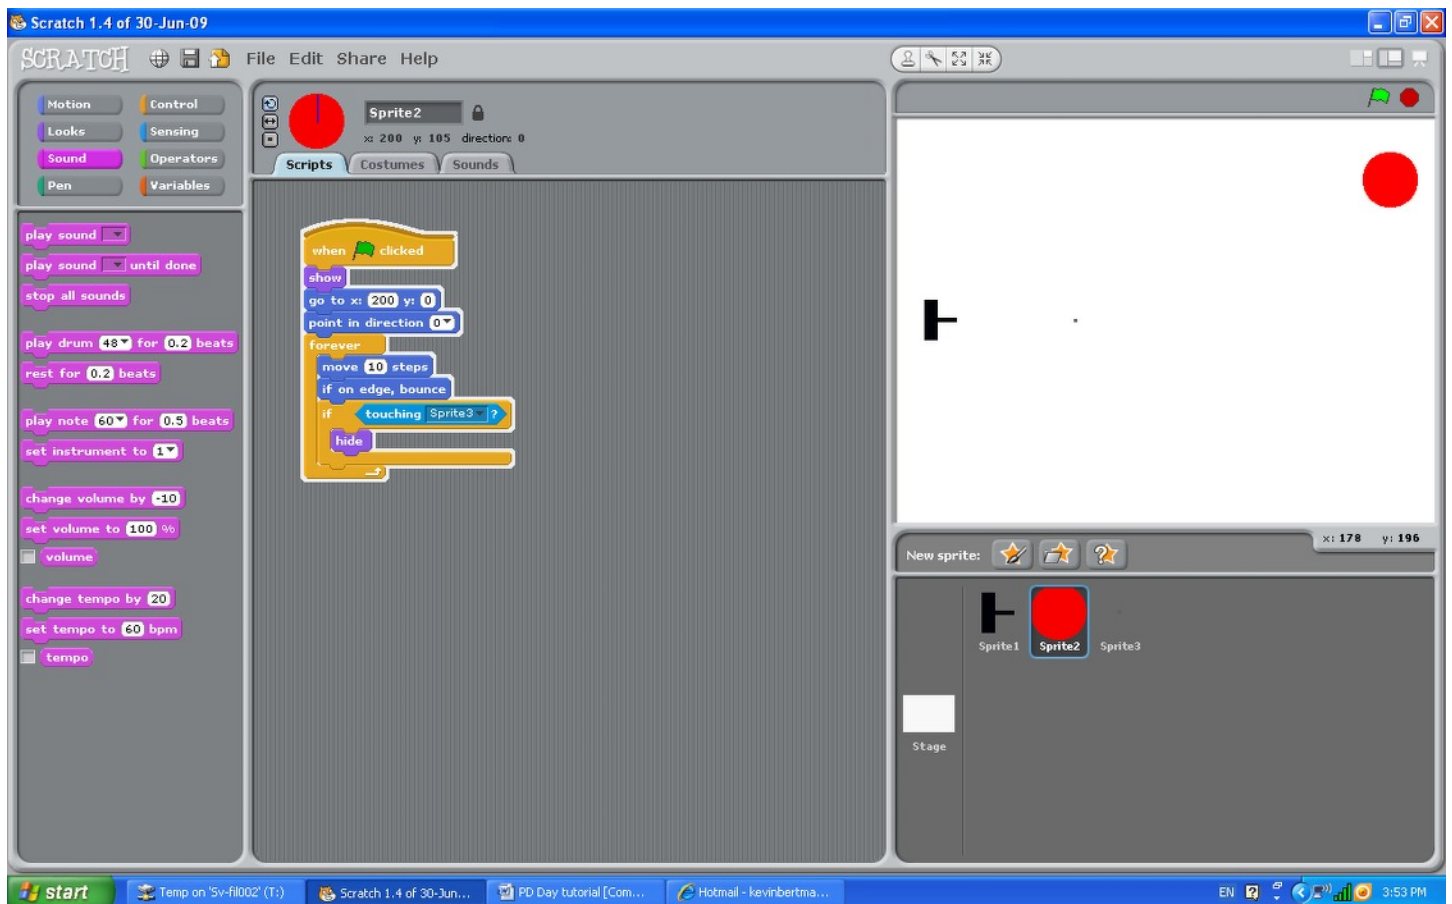 Scratch 1.4 of 30-Jun-09
SCRATCH File Edit Share Help
Motion Control
Looks Sensing
Sound Operators
Pen Variables
play sound
play sound until done
stop all sounds
play drum 48 for 0.2 beats
rest for 0.2 beats
play note 60 for 0.5 beats
set instrument to 1
change volume by -10
set volume to 100 %
volume
change tempo by 20
set tempo to 60 bpm
tempo
Sprite2
x: 200 y: 105 direction: 0
Scripts Costumes Sounds
when clicked
show
go to x: 200 y: 0
point in direction 0
forever
move 10 steps
if on edge, bounce
if touching Sprite3 ?
hide
x: 178 y: 196
New sprite:
Sprite1 Sprite2 Sprite3
Stage
start Temp on 'Sv-fil002' (T:) Scratch 1.4 of 30-Jun... PD Day tutorial [Com... Hotmail - kevinbertma... EN 3:53 PM